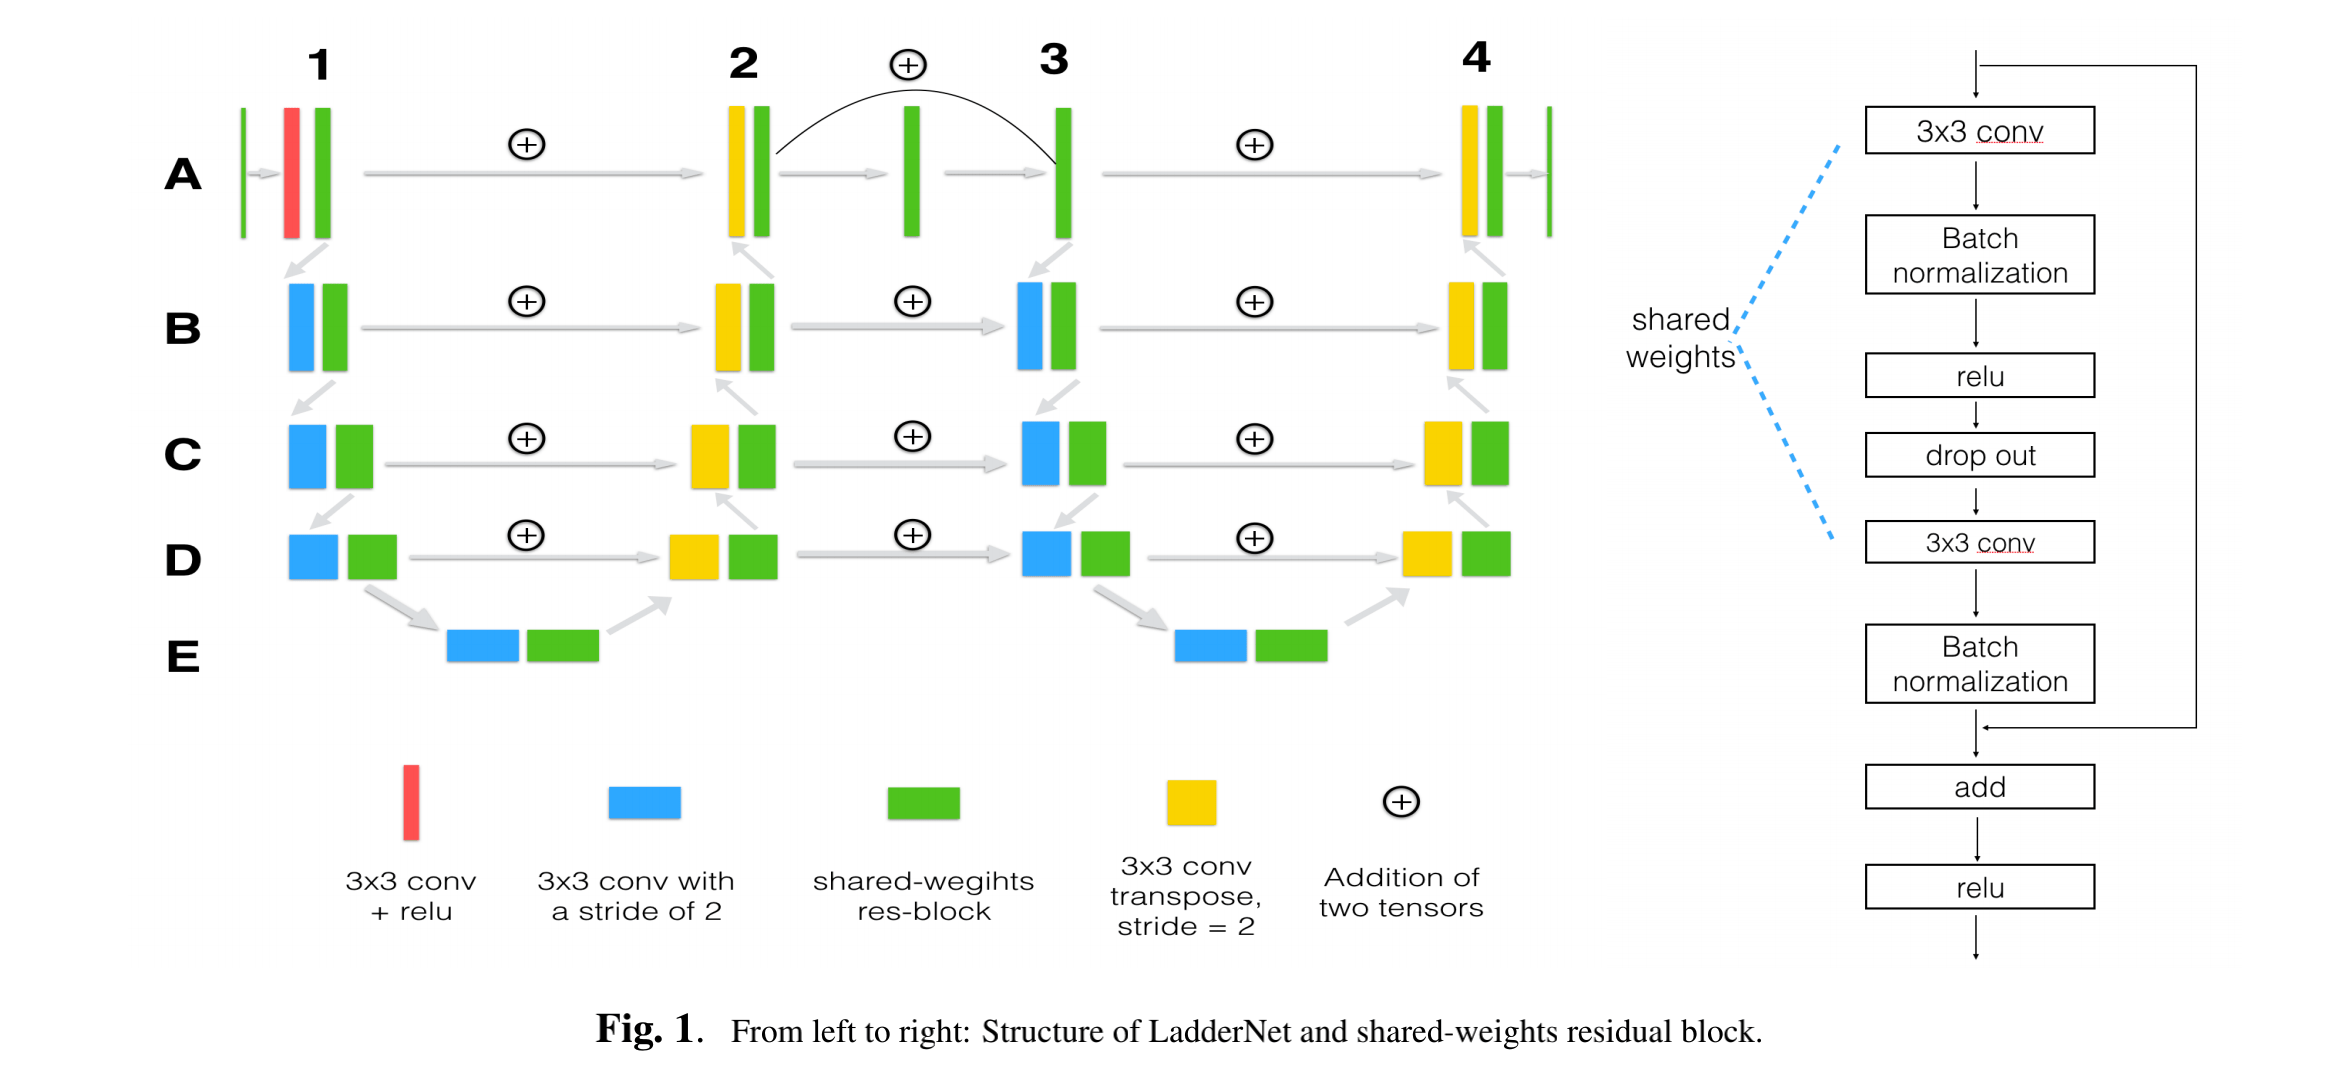 1 2 3 4
A
B
C
D
E
3x3 conv
+ relu
3x3 conv with
a stride of 2
shared-wegihts
res-block
3x3 conv
transpose,
stride = 2
Addition of
two tensors
shared
weights
3x3 conv
Batch
normalization
relu
drop out
3x3 conv
Batch
normalization
add
relu
Fig. 1. From left to right: Structure of LadderNet and shared-weights residual block.